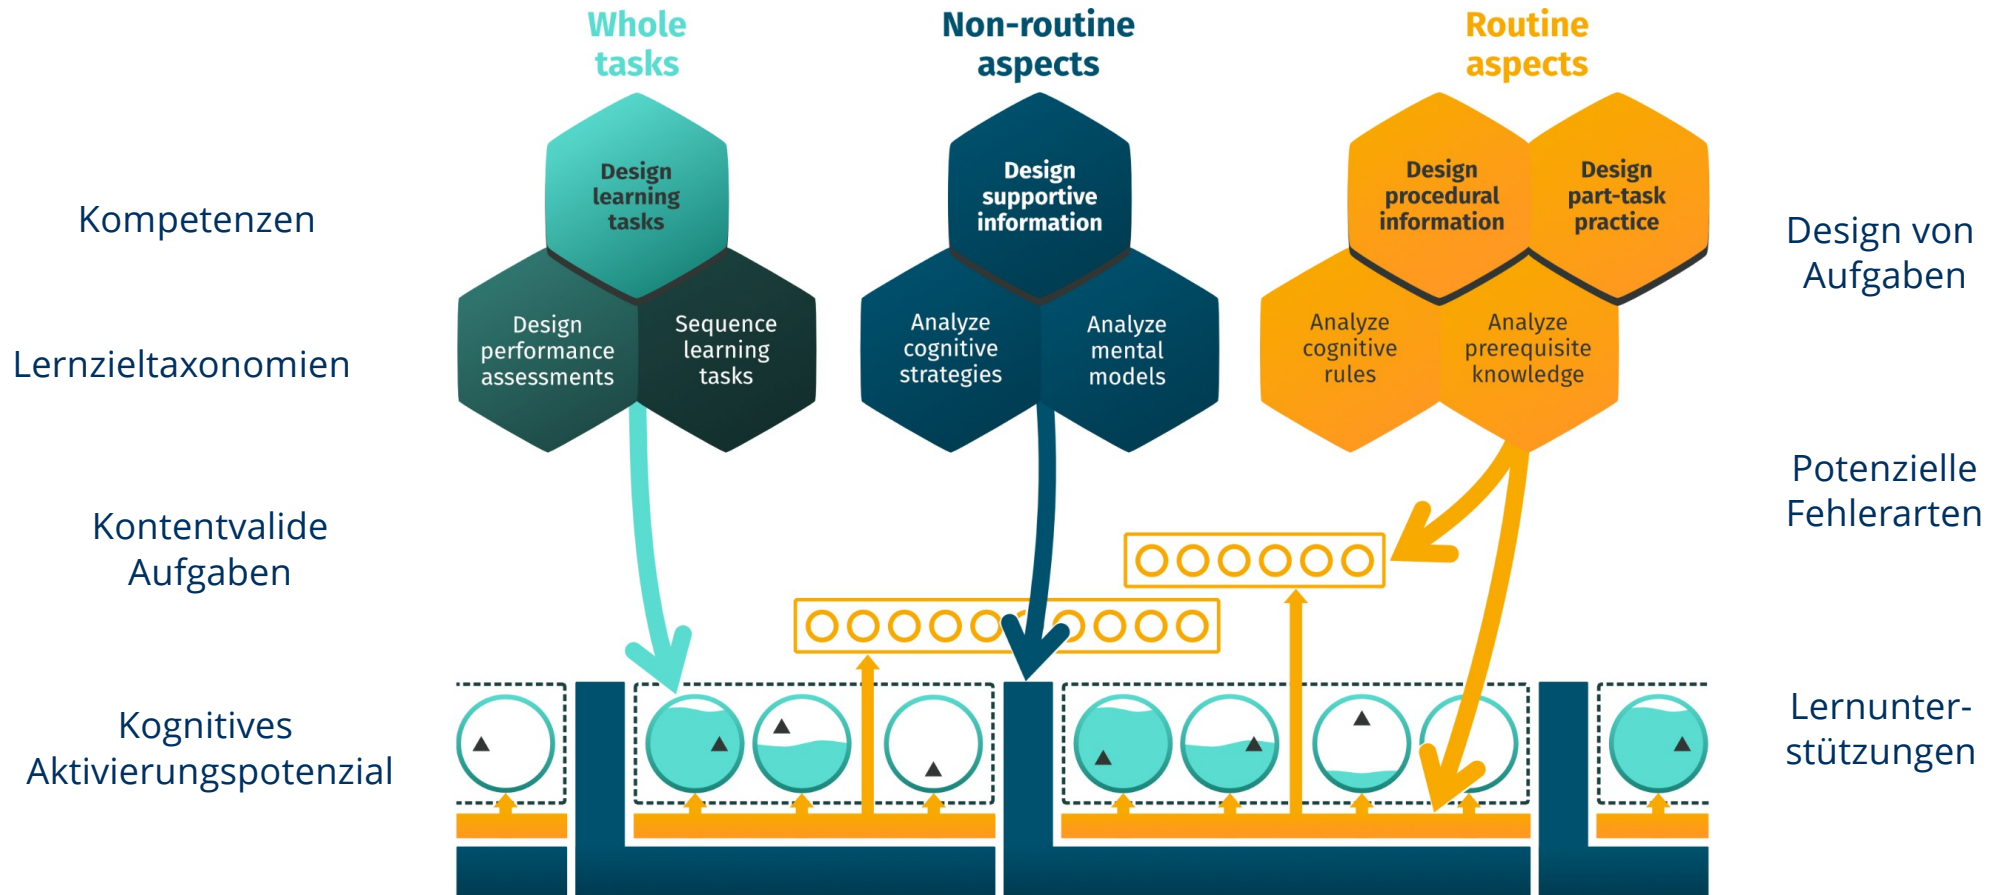 Whole
tasks
Non-routine
aspects
Routine
aspects
Design
learning
tasks
Design
performance
assessments
Sequence
learning
tasks
Design
supportive
information
Analyze
cognitive
strategies
Analyze
mental
models
Design
procedural
information
Design
part-task
practice
Analyze
cognitive
rules
Analyze
prerequisite
knowledge
Kompetenzen
Lernzieltaxonomien
Kontentvalide
Aufgaben
Kognitives
Aktivierungspotenzial
Design von
Aufgaben
Potenzielle
Fehlerarten
Lernunter-
stützungen